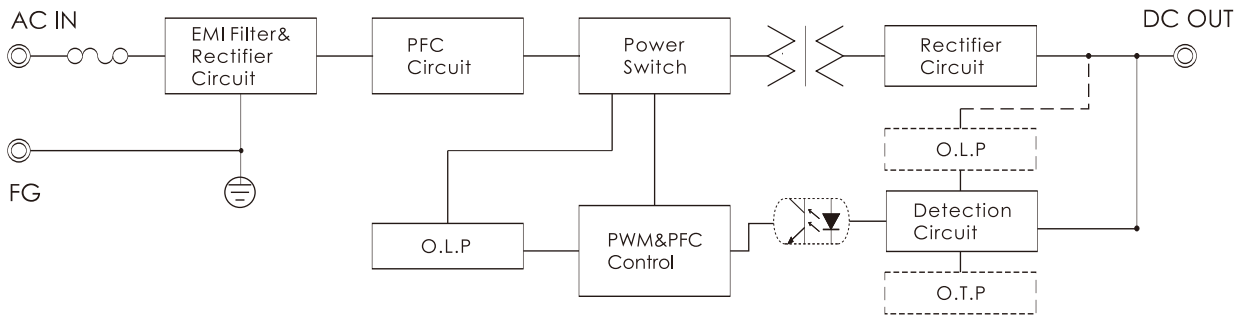 AC IN
EMI Filter&
Rectifier
Circuit
PFC
Circuit
Power
Switch
Rectifier
Circuit
DC OUT
FG
O.L.P
Detection
Circuit
O.L.P
PWM&PFC
Control
O.T.P